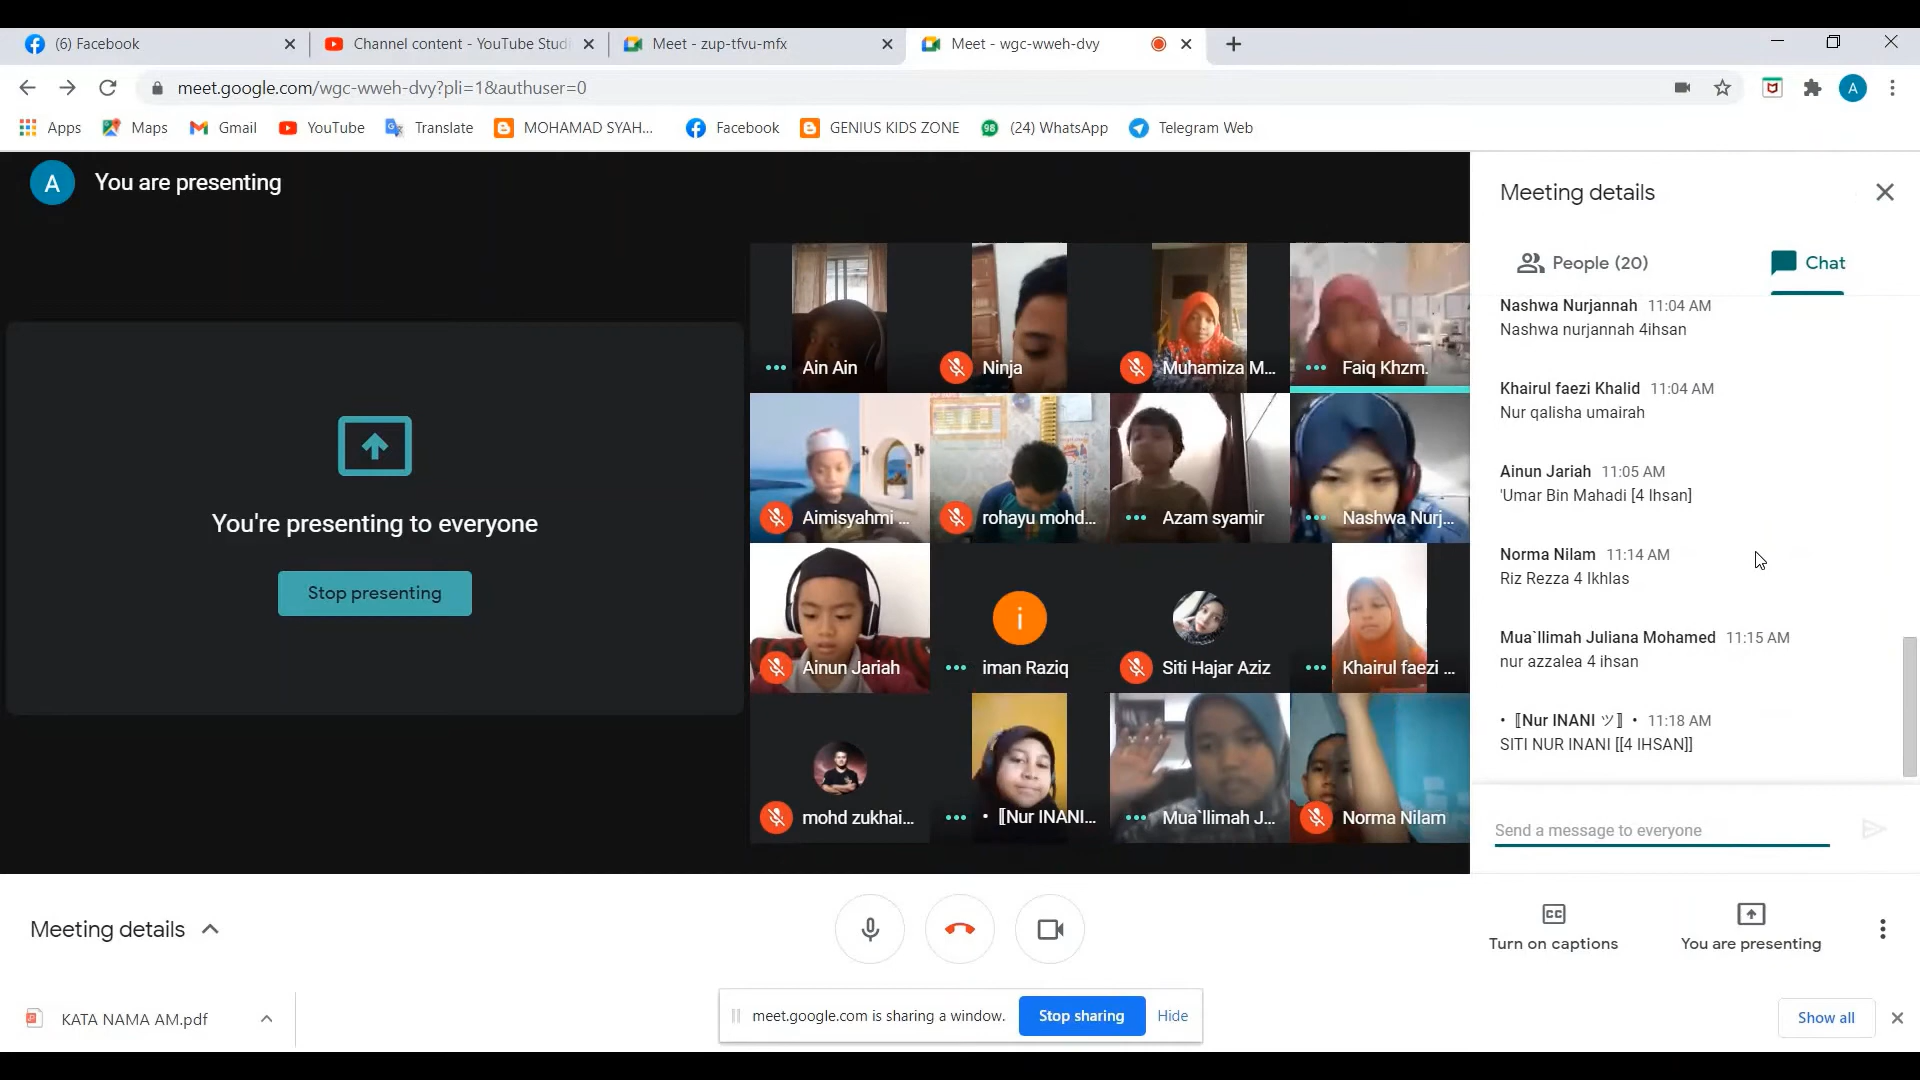 (6) Facebook
Channel content - YouTube Studi
Meet - zup-tfvu-mfx
Meet - wgc-wweh-dvy
meet.google.com/wgc-wweh-dvy?pli=1&authuser=0
A
Apps
Maps
Gmail
YouTube
Translate
MOHAMAD SYAH...
Facebook
GENIUS KIDS ZONE
98
(24) WhatsApp
Telegram Web
A
You are presenting
You're presenting to everyone
Stop presenting
Ain Ain
Ninja
Muhamiza M...
Faiq Khzm.
Aimisyahmi ...
rohayu mohd...
Azam syamir
Nashwa Nurj...
Ainun Jariah
i
iman Raziq
Siti Hajar Aziz
Khairul faezi ...
mohd zukhai...
• 〚Nur INANI...
Mua`llimah J...
Norma Nilam
Meeting details
People (20)
Chat
Nashwa Nurjannah 11:04 AM
Nashwa nurjannah 4ihsan
Khairul faezi Khalid 11:04 AM
Nur qalisha umairah
Ainun Jariah 11:05 AM
'Umar Bin Mahadi [4 Ihsan]
Norma Nilam 11:14 AM
Riz Rezza 4 Ikhlas
Mua`llimah Juliana Mohamed 11:15 AM
nur azzalea 4 ihsan
• 〚Nur INANI ツ〛 • 11:18 AM
SITI NUR INANI [[4 IHSAN]]
Send a message to everyone
Meeting details
CC
Turn on captions
You are presenting
KATA NAMA AM.pdf
meet.google.com is sharing a window.
Stop sharing
Hide
Show all